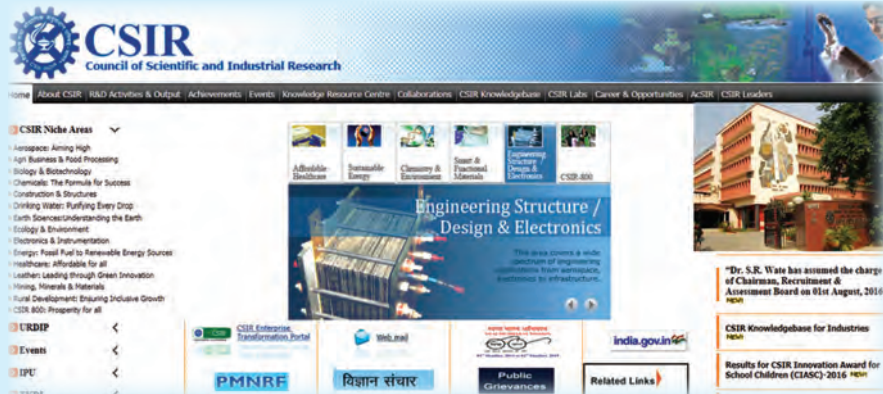 CSIR
Council of Scientific and Industrial Research
Home About CSIR R&D Activities & Output Achievements Events Knowledge Resource Centre Collaborations CSIR Knowledgebase CSIR Labs Career & Opportunities AcSIR CSIR Leaders
CSIR Niche Areas
Aerospace: Aiming High
Agri Business & Food Processing
Biology & Biotechnology
Chemicals: The Formula for Success
Construction & Structures
Drinking Water: Purifying Every Drop
Earth Sciences:Understanding the Earth
Ecology & Environment
Electronics & Instrumentation
Energy: Fossil Fuel to Renewable Energy Sources
Healthcare: Affordable for all
Leather: Leading through Green Innovation
Mining, Minerals & Materials
Rural Development: Ensuring Inclusive Growth
CSIR 800: Prosperity for all
URDIP
Events
IPU
Affordable
Healthcare
Sustainable
Energy
Chemistry &
Environment
Smart &
Functional
Materials
Engineering
Structure
Design &
Electronics
CSIR-800
Engineering Structure /
Design & Electronics
This area covers a wide
spectrum of engineering
applications from aerospace,
electronics to infrastructure.
"Dr. S.R. Wate has assumed the charge
of Chairman, Recruitment &
Assessment Board on 01st August, 2016
NEW!
CSIR Knowledgebase for Industries
NEW!
Results for CSIR Innovation Award for
School Children (CIASC)-2016 NEW!
CSIR Enterprise
Transformation Portal
Web mail
india.gov.in
PMNRF
विज्ञान संचार
Public
Grievances
Related Links